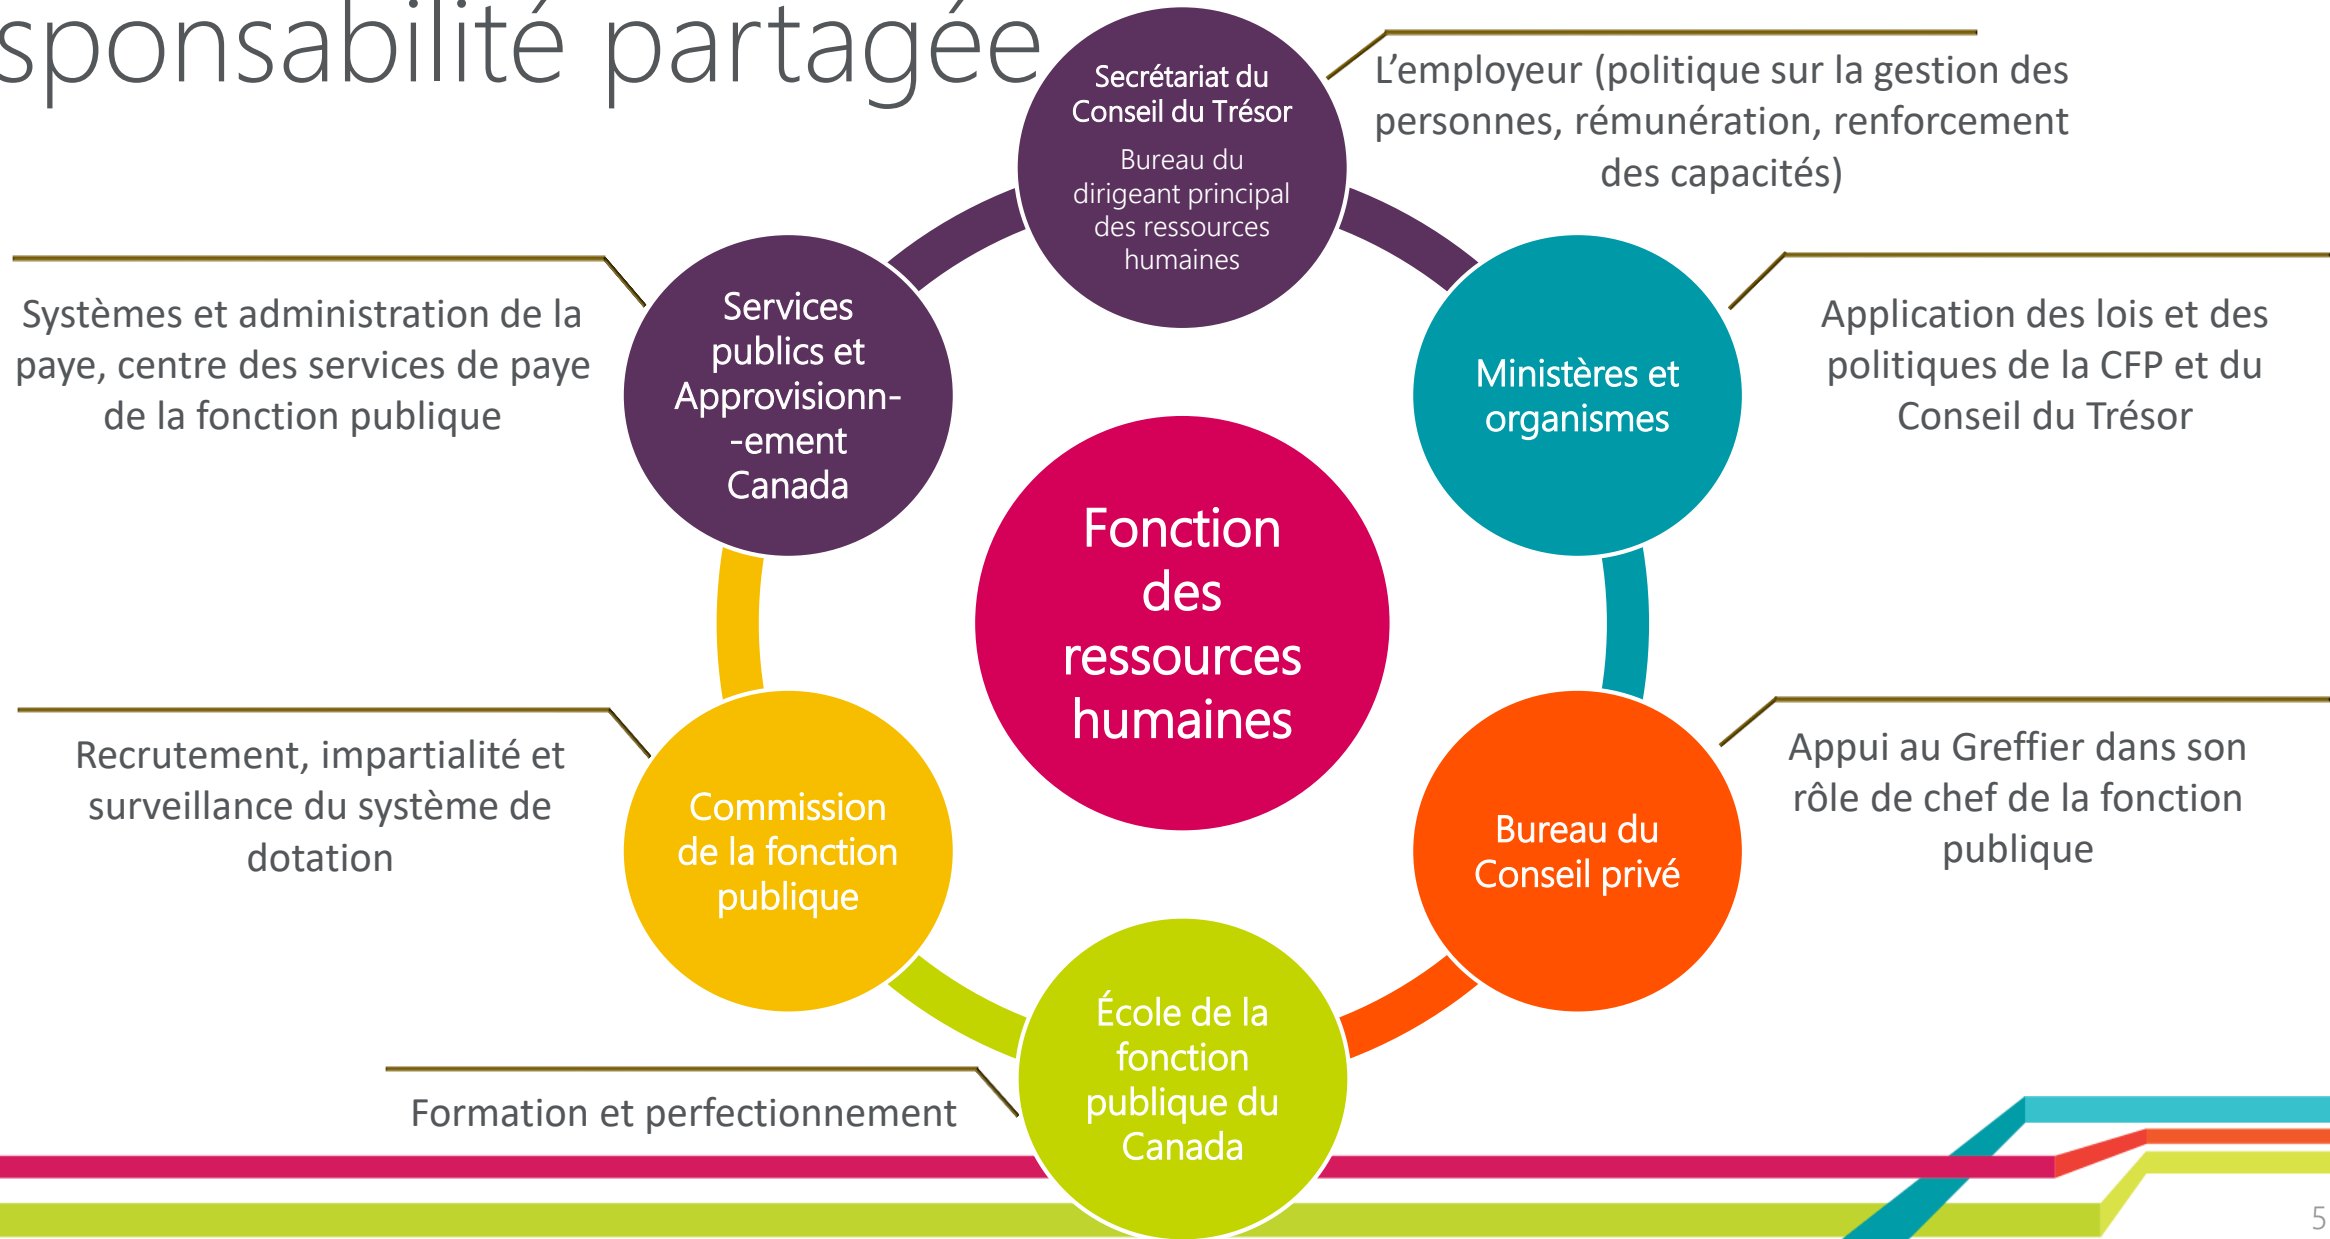 sponsabilité partagée
Secrétariat du
Conseil du Trésor
Bureau du
dirigeant principal
des ressources
humaines
L’employeur (politique sur la gestion des
personnes, rémunération, renforcement
des capacités)
Ministères et
organismes
Application des lois et des
politiques de la CFP et du
Conseil du Trésor
Bureau du
Conseil privé
Appui au Greffier dans son
rôle de chef de la fonction
publique
École de la
fonction
publique du
Canada
Formation et perfectionnement
Commission
de la fonction
publique
Recrutement, impartialité et
surveillance du système de
dotation
Services
publics et
Approvisionn-
-ement
Canada
Systèmes et administration de la
paye, centre des services de paye
de la fonction publique
Fonction
des
ressources
humaines
5